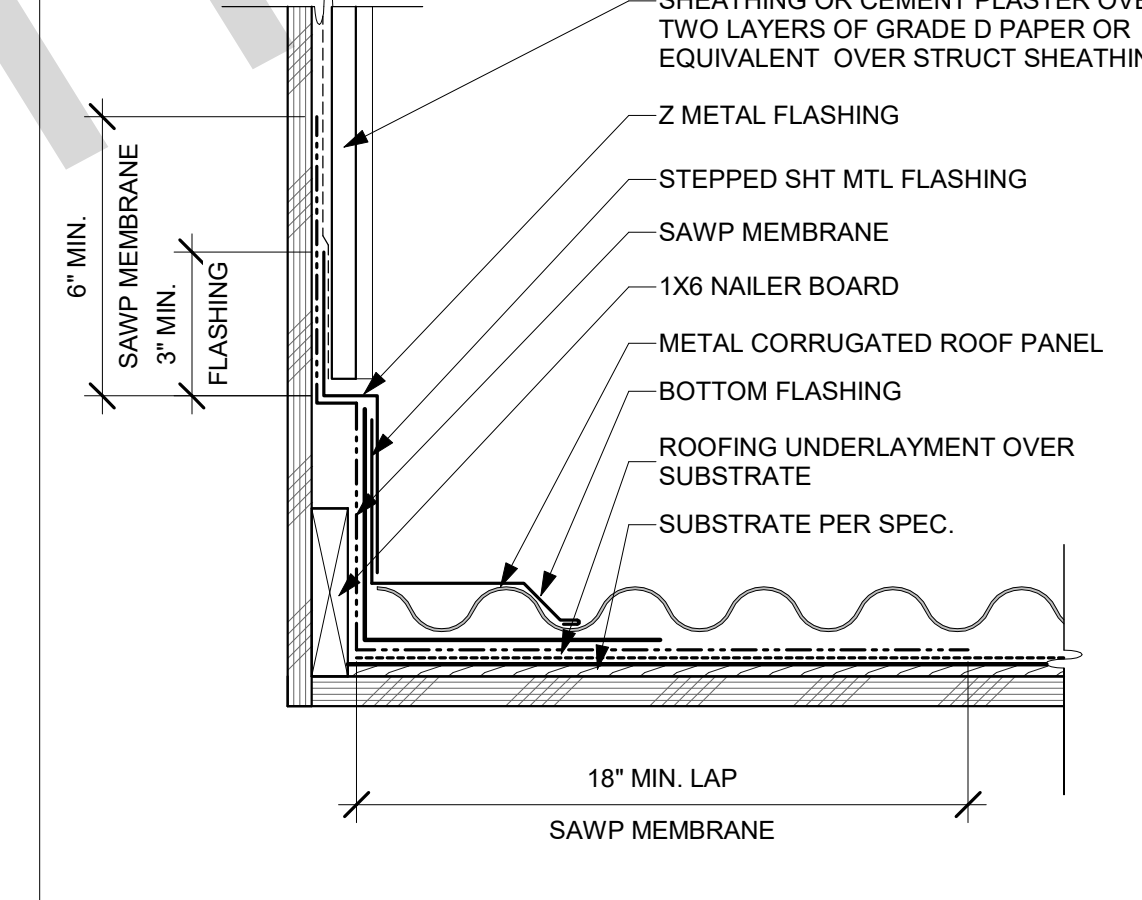 SHEATHING OR CEMENT PLASTER OVE
TWO LAYERS OF GRADE D PAPER OR
EQUIVALENT OVER STRUCT SHEATHIN
Z METAL FLASHING
STEPPED SHT MTL FLASHING
SAWP MEMBRANE
1X6 NAILER BOARD
METAL CORRUGATED ROOF PANEL
BOTTOM FLASHING
ROOFING UNDERLAYMENT OVER
SUBSTRATE
SUBSTRATE PER SPEC.
6" MIN.
SAWP MEMBRANE
3" MIN.
FLASHING
18" MIN. LAP
SAWP MEMBRANE